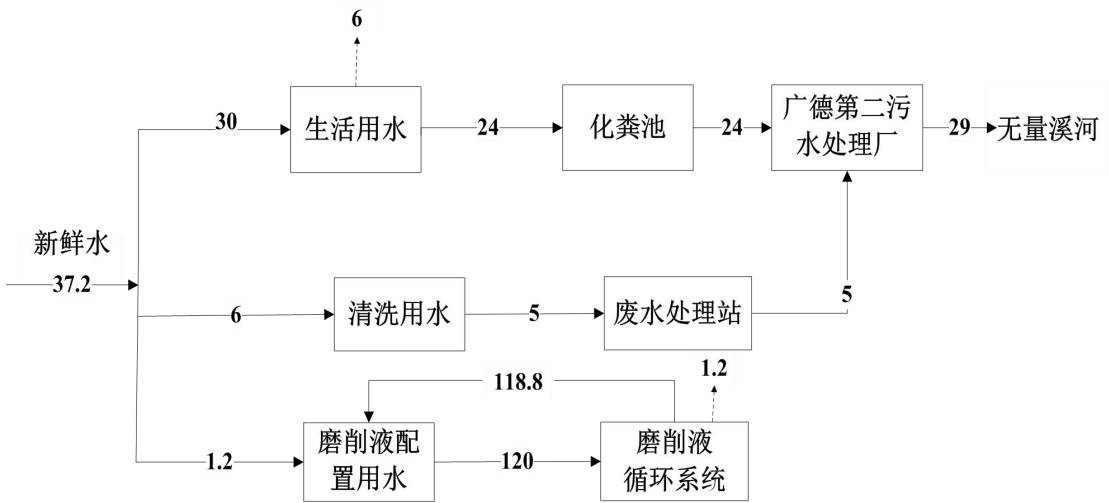 6
30
生活用水
24
化粪池
24
广德第二污
水处理厂
29
无量溪河
新鲜水
37.2
6
清洗用水
5
废水处理站
5
118.8
1.2
1.2
磨削液配
置用水
120
磨削液
循环系统